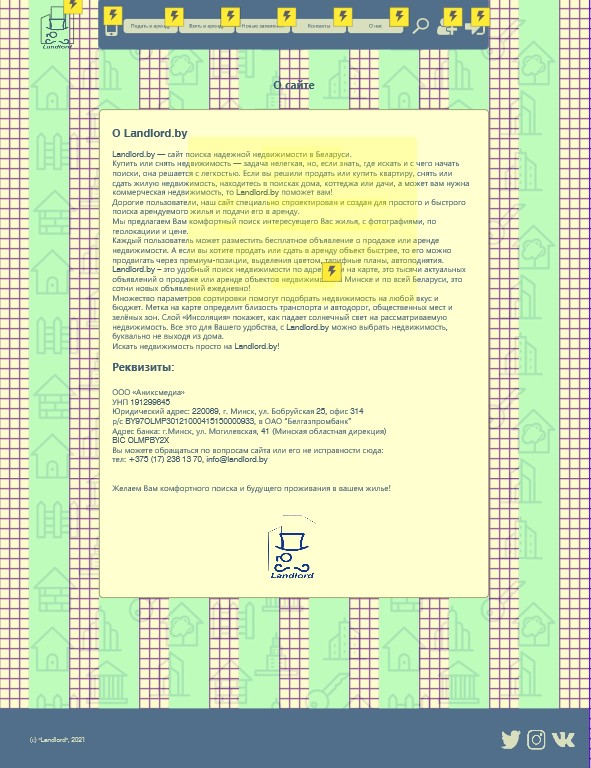 Landlord
Контакты
О нас
О сайте
О Landlord.by
Landlord.by — сайт поиска надежной недвижимости в Беларуси.
Купить или снять недвижимость — задача нелегкая, но, если знать, где искать и с чего начать
поиски, она решается с легкостью. Если вы решили продать или купить квартиру, снять или
сдать жилую недвижимость, находитесь в поисках дома, коттеджа или дачи, а может вам нужна
коммерческая недвижимость, то Landlord.by поможет вам!
Дорогие пользователи, наш сайт специально спроектирован и создан для простого и быстрого
поиска арендуемого жилья и подачи его в аренду.
Мы предлагаем Вам комфортный поиск интересующего Вас жилья, с фотографиями, по
геолокации и цене.
Каждый пользователь может разместить бесплатное объявление о продаже или аренде
недвижимости. А если вы хотите продать или сдать в аренду объект быстрее, то его можно
продвигать через премиум-позиции, выделения цветом, тарифные планы, автоподнятия.
Landlord.by – это удобный поиск недвижимости по на карте, это тысячи актуальных
объявлений о продаже или аренде объектов Минске и по всей Беларуси, это
сотни новых объявлений ежедневно!
Множество параметров сортировки помогут подобрать недвижимость на любой вкус и
бюджет. Метка на карте определит близость транспорта и автодорог, общественных мест и
зелёных зон. Слой «Инсоляция» покажет, как падает солнечный свет на рассматриваемую
недвижимость. Все это для Вашего удобства, с Landlord.by можно выбрать недвижимость,
буквально не выходя из дома.
Искать недвижимость просто на Landlord.by!
Реквизиты:
ООО «Аниксмедиа»
УНП 191299645
Юридический адрес: 220069, г. Минск, ул. Бобруйская 25, офис 314
р/с BY97OLMP30121000415150000933, в ОАО "Белгазпромбанк"
Адрес банка: г.Минск, ул. Могилевская, 41 (Минская областная дирекция)
BIC OLMPBY2X
Вы можете обращаться по вопросам сайта или его не исправности сюда:
тел: +375 (17) 236 13 70, info@landlord.by
Желаем Вам комфортного поиска и будущего проживания в вашем жилье!
Landlord
(c) "Landlord", 2021